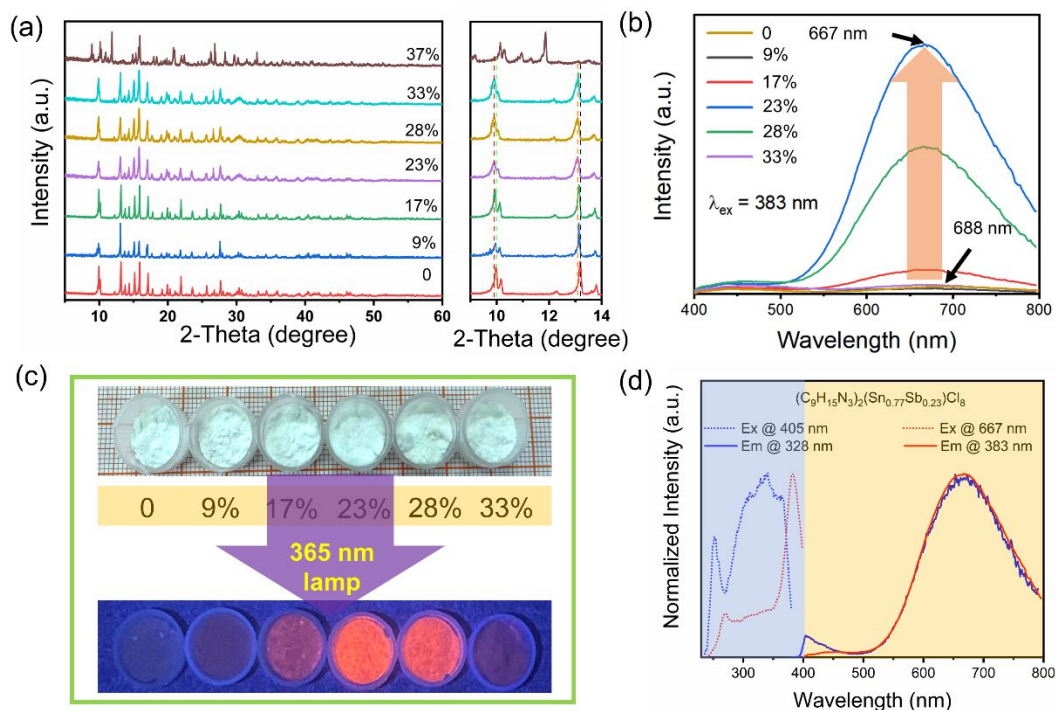 (a)
Intensity (a.u.)
37%
33%
28%
23%
17%
9%
0
0 10 20 30 40 50 60
2-Theta (degree)
10 12 14
2-Theta (degree)
(b)
Intensity (a.u.)
0
9%
17%
23%
28%
33%
667 nm
λex = 383 nm
688 nm
400 500 600 700 800
Wavelength (nm)
(c)
0 9% 17% 23% 28% 33%
365 nm
lamp
(d)
Normalized Intensity (a.u.)
(C9H15N3)2(Sn0.77Sb0.23)Cl8
Ex @ 405 nm Ex @ 667 nm
Em @ 328 nm Em @ 383 nm
300 400 500 600 700 800
Wavelength (nm)